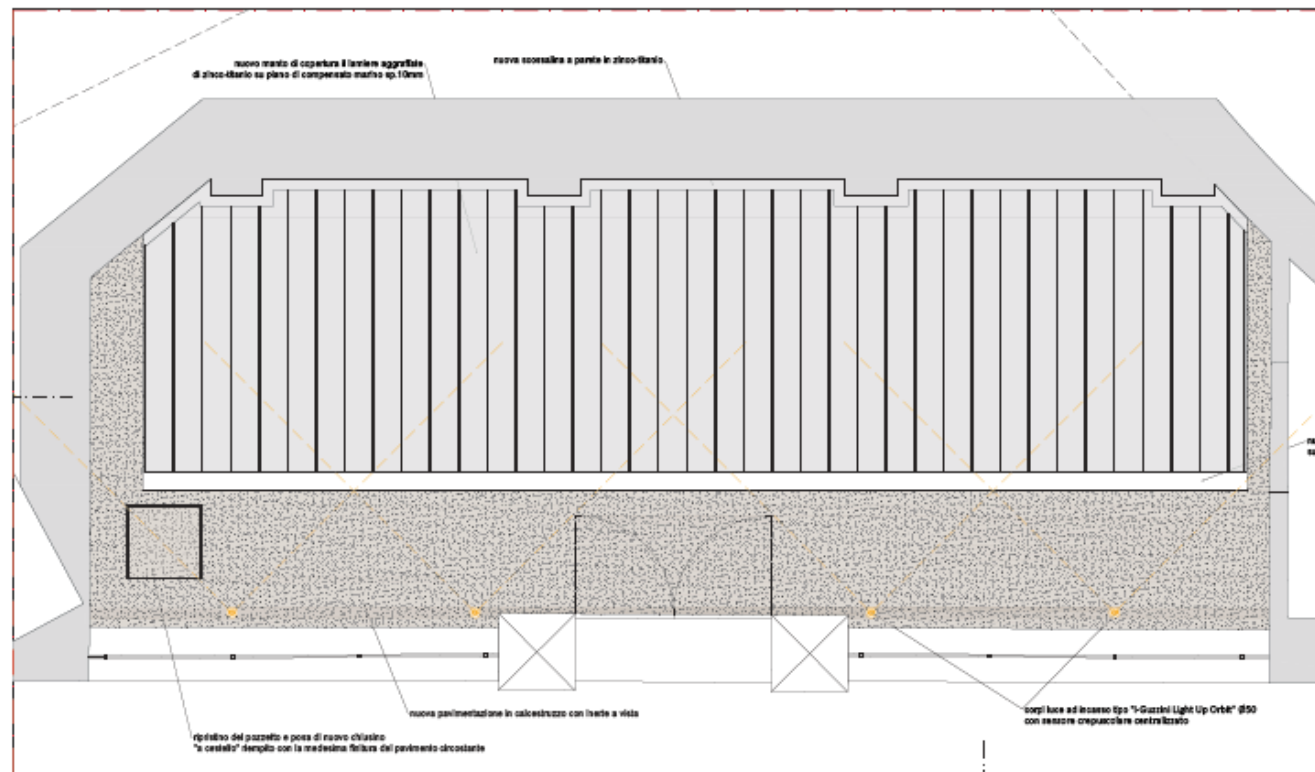 nuovo manto di copertura il lamiere aggraffate
di zinco-titanio su piano di compensato marino sp.10mm
nuova scossalina a parete in zinco-titanio
nuova pavimentazione in calcestruzzo con inerte a vista
corpi luce ad incasso tipo "I-Guzzini Light Up Orbit" Ø50
con sensore crepuscolare centralizzato
ripristino del pozzetto e posa di nuovo chiusino
"a cestello" riempito con la medesima finitura del pavimento circostante